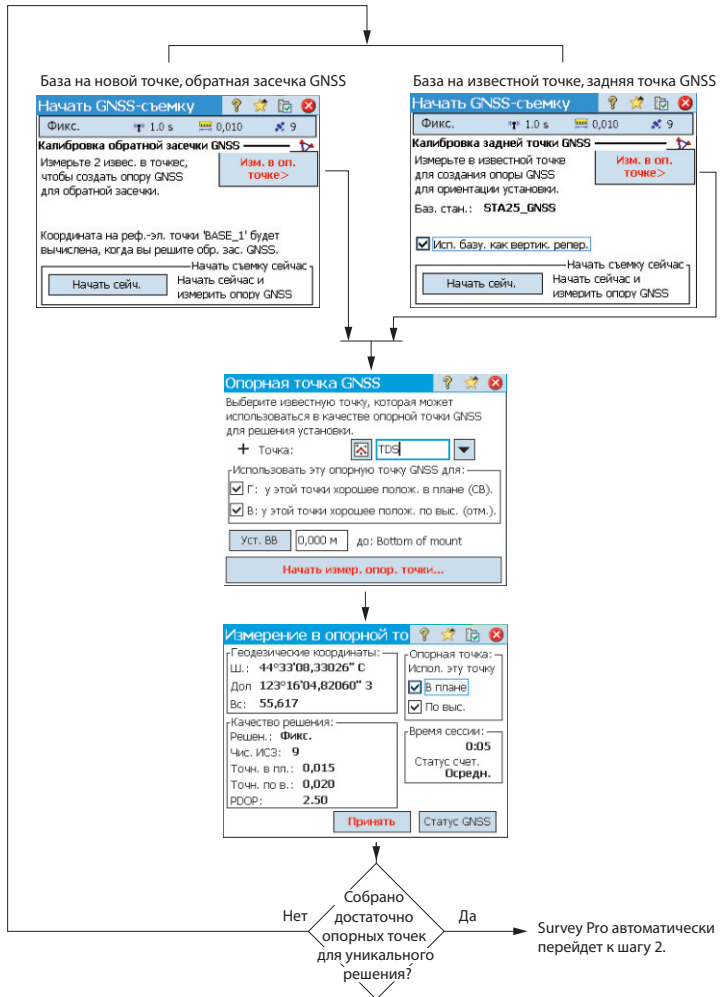 База на новой точке, обратная засечка GNSS
Начать GNSS-съемку
Фикс. 1.0 s 0,010 9
Калибровка обратной засечки GNSS
Измерьте 2 извес. в точкес,
чтобы создать опору GNSS
для обратной засечки.
Изм. в оп.
точке>
Координата на реф.-эл. точки 'BASE_1' будет
вычислена, когда вы решите обр. зас. GNSS.
Начать съемку сейчас
Начать сейч.
Начать сейчас и
измерить опору GNSS
База на известной точке, задняя точка GNSS
Начать GNSS-съемку
Фикс. 1.0 s 0,010 9
Калибровка задней точки GNSS
Измерьте в известной точке
для создания опоры GNSS
для ориентации установки.
Изм. в оп.
точке>
Баз. стан.: STA25_GNSS
Исп. базу. как вертик. репер.
Начать съемку сейчас
Начать сейч.
Начать сейчас и
измерить опору GNSS
Опорная точка GNSS
Выберите известную точку, которая может
использоваться в качестве опорной точки GNSS
для решения установки.
Точка: TDS
Использовать эту опорную точку GNSS для:
Г: у этой точки хорошее полож. в плане (СВ).
В: у этой точки хорошее полож. по выс. (отм.).
Уст. ВВ 0,000 м до: Bottom of mount
Начать измер. опор. точки...
Измерение в опорной то
Геодезические координаты:
Ш.: 44°33'08,33026" С
Дол 123°16'04,82060" З
Вс: 55,617
Опорная точка:
Испол. эту точку
В плане
По выс.
Качество решения:
Решен.: Фикс.
Чис. ИСЗ: 9
Точн. в пл.: 0,015
Точн. по в.: 0,020
PDOP: 2.50
Время сессии:
0:05
Статус счет.
Осредн.
Принять
Статус GNSS
Собрано
достаточно
опорных точек
для уникального
решения?
Нет
Да
Survey Pro автоматически
перейдет к шагу 2.